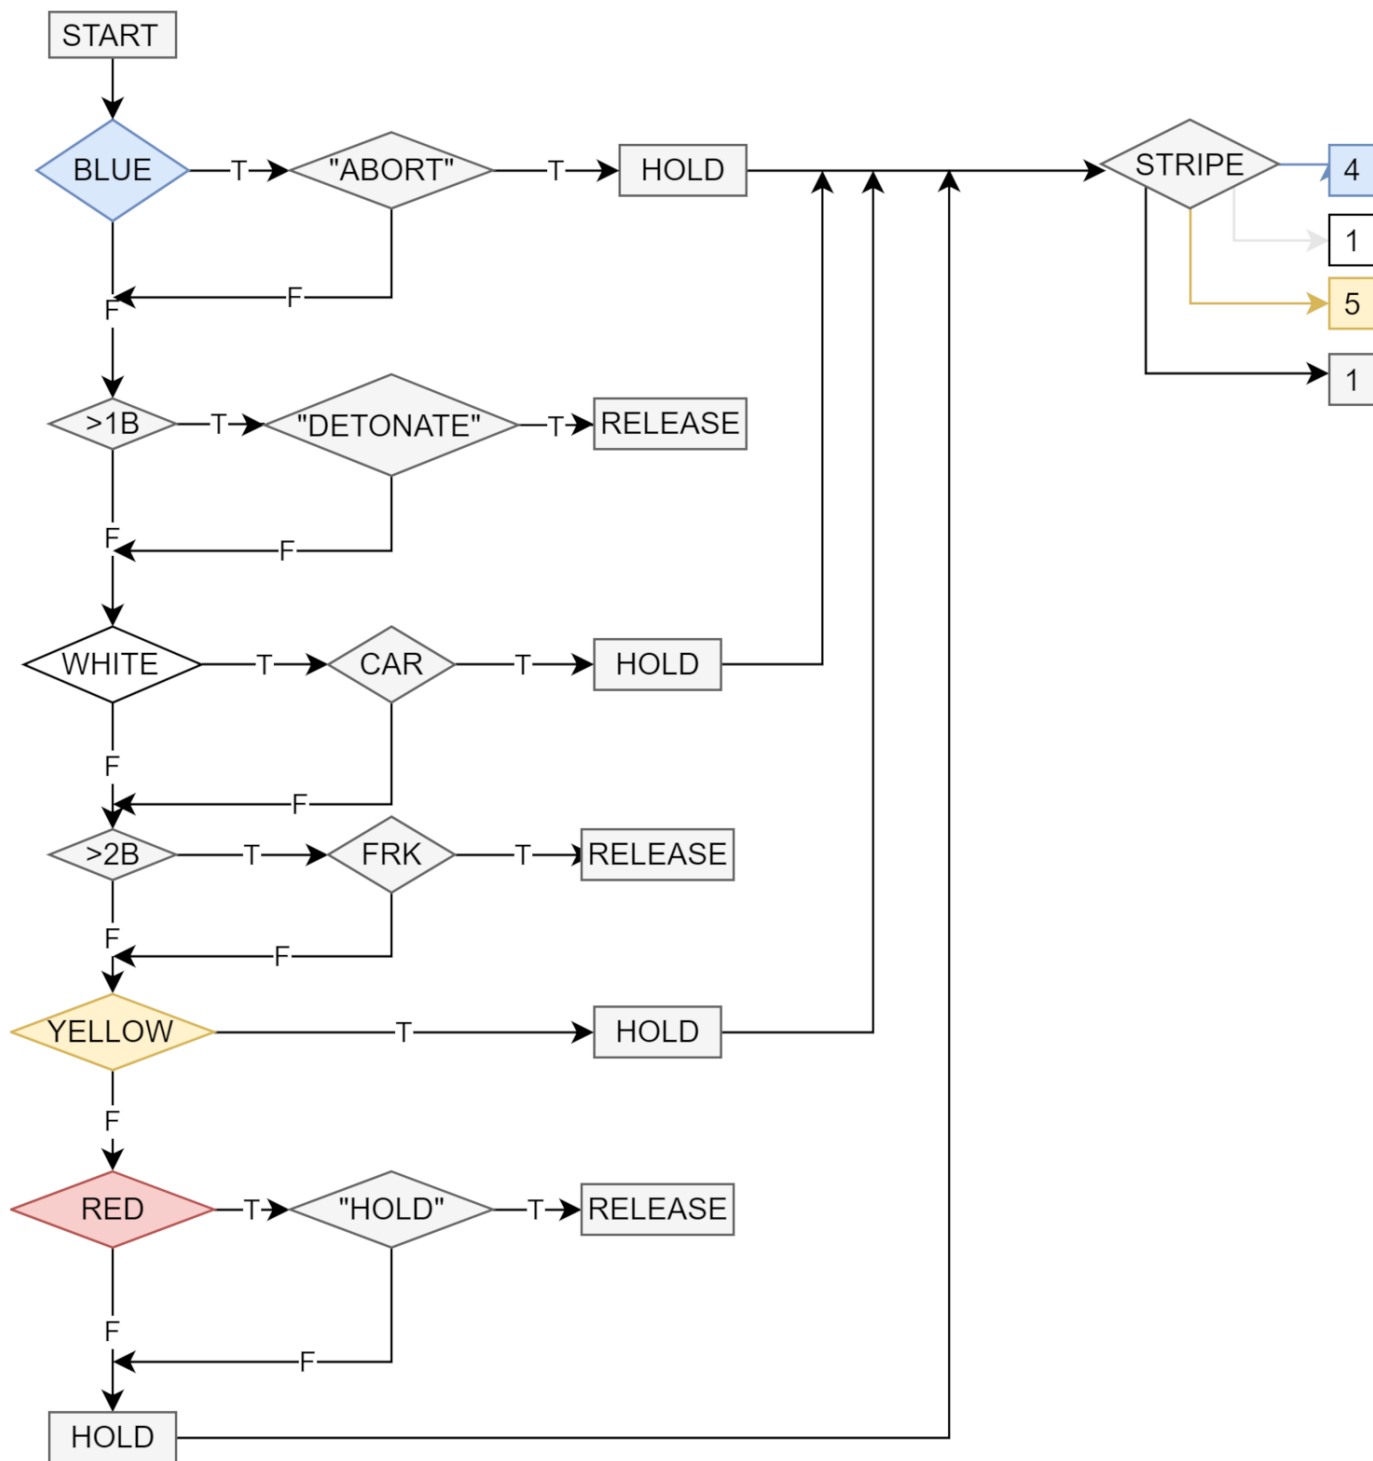 START
BLUE
T
"ABORT"
T
HOLD
STRIPE
4
1
5
1
F
F
>1B
T
"DETONATE"
T
RELEASE
F
F
WHITE
T
CAR
T
HOLD
F
F
>2B
T
FRK
T
RELEASE
F
F
YELLOW
T
HOLD
F
RED
T
"HOLD"
T
RELEASE
F
F
HOLD